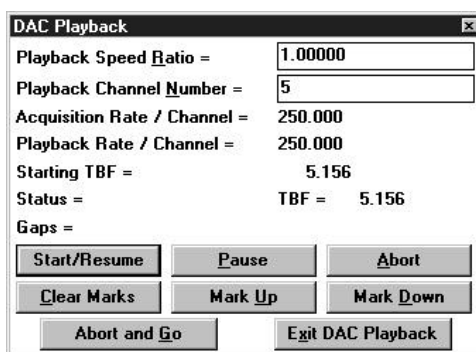 DAC Playback
Playback Speed Ratio = 1.00000
Playback Channel Number = 5
Acquisition Rate / Channel = 250.000
Playback Rate / Channel = 250.000
Starting TBF = 5.156
Status = TBF = 5.156
Gaps =
Start/Resume Pause Abort
Clear Marks Mark Up Mark Down
Abort and Go Exit DAC Playback